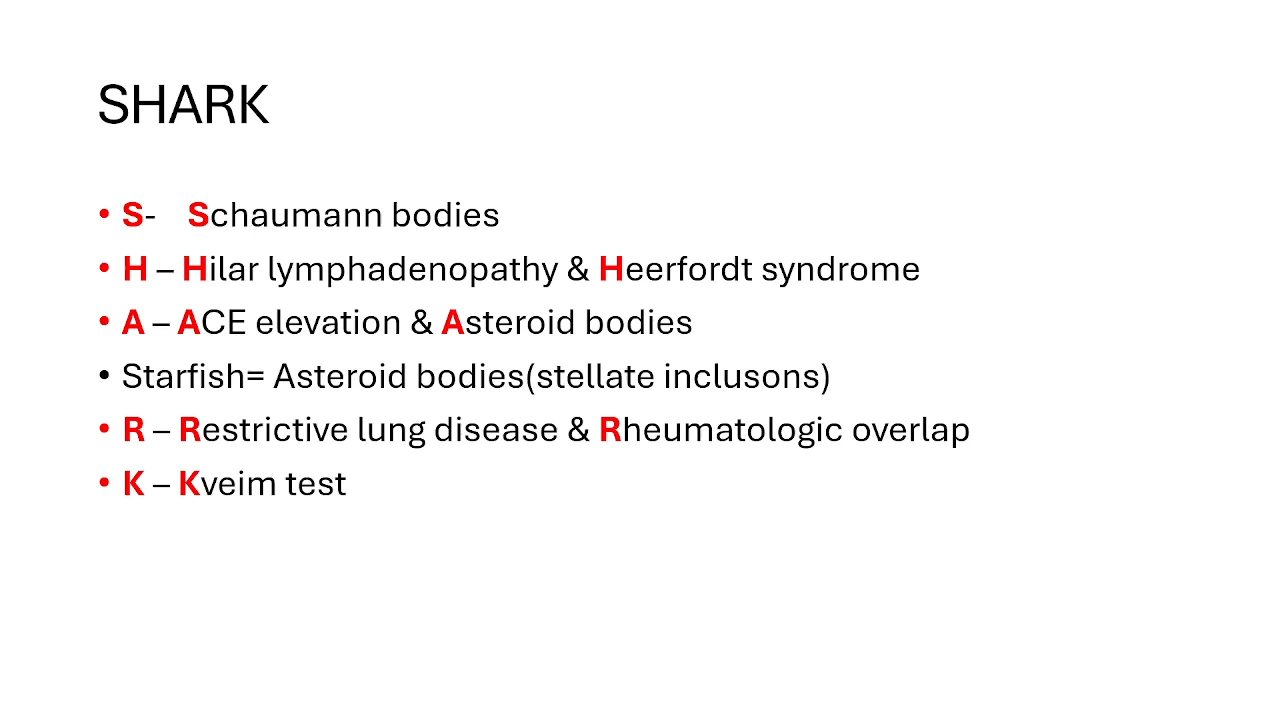 SHARK
• S-   Schaumann bodies
• H – Hilar lymphadenopathy & Heerfordt syndrome
• A – ACE elevation & Asteroid bodies
• Starfish= Asteroid bodies(stellate inclusons)
• R – Restrictive lung disease & Rheumatologic overlap
• K – Kveim test